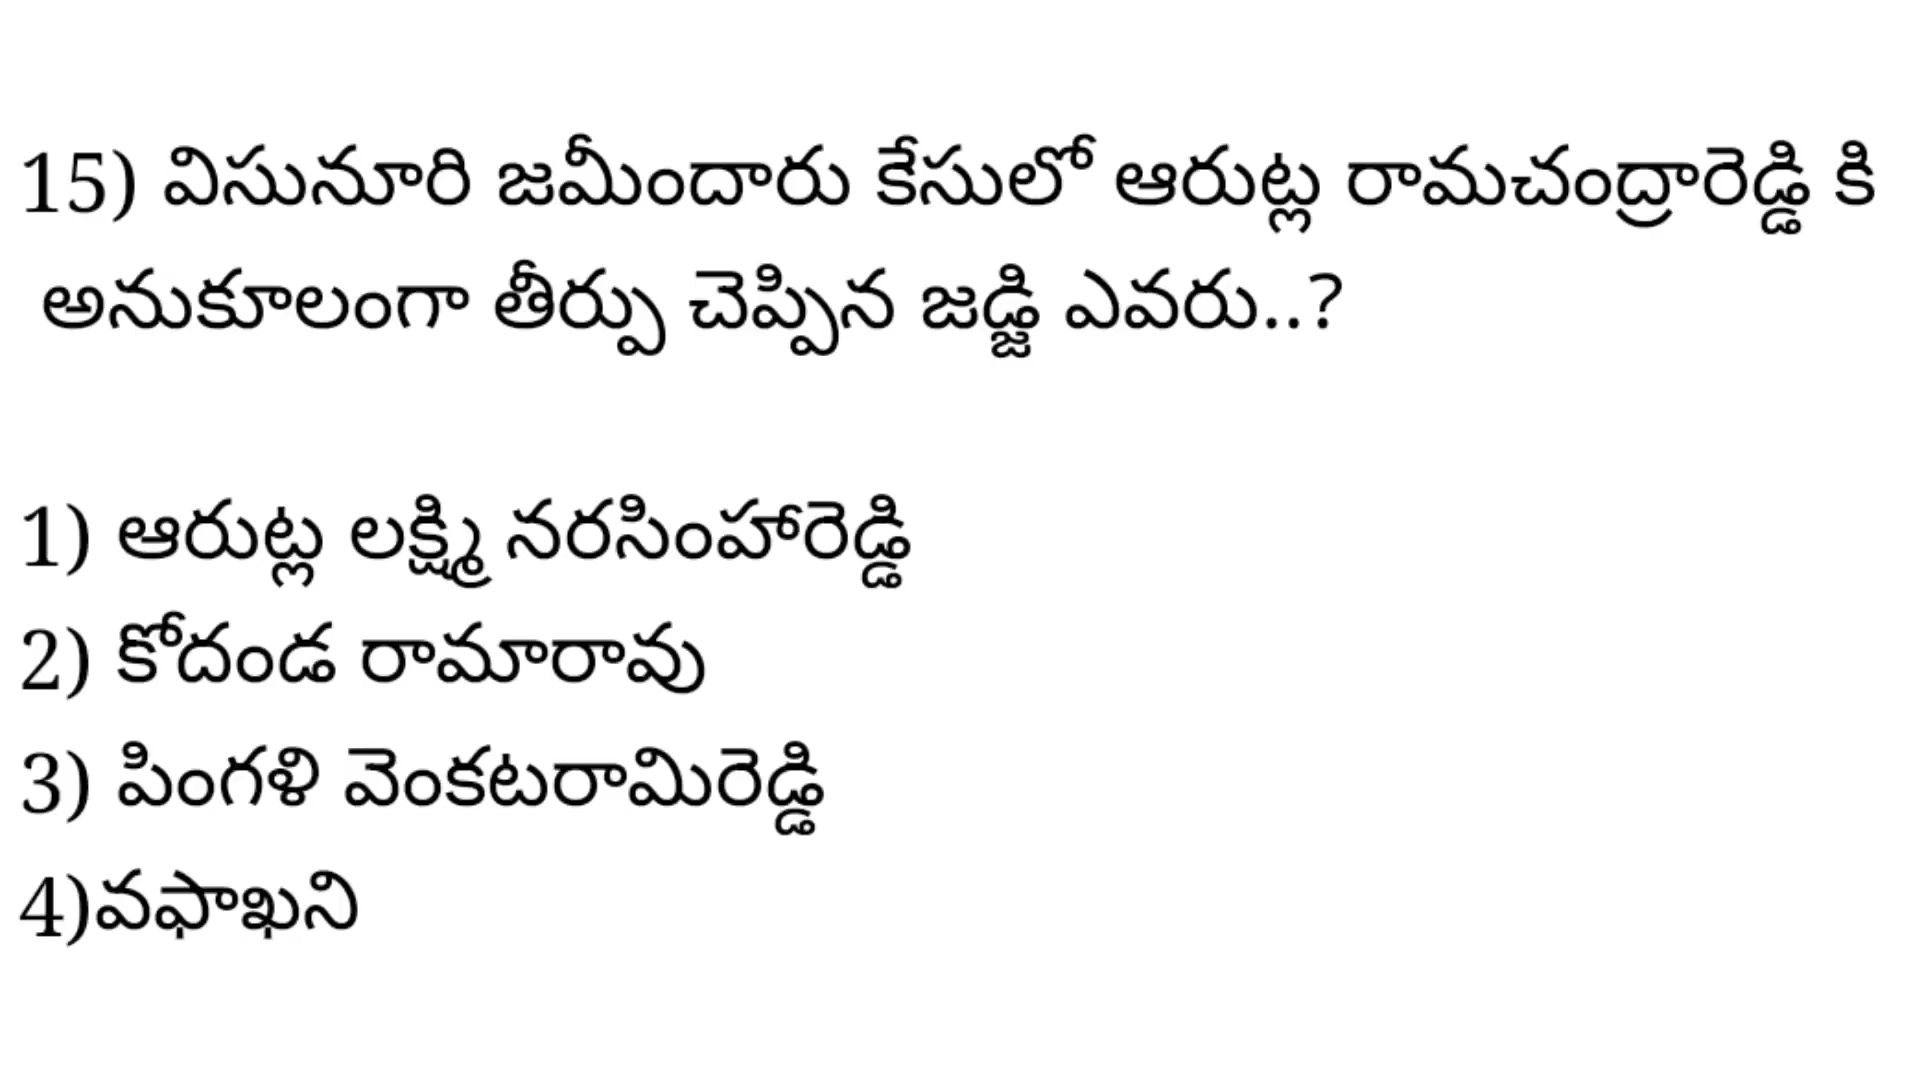 15) విసునూరి జమీందారు కేసులో ఆరుట్ల రామచంద్రారెడ్డి కి
అనుకూలంగా తీర్పు చెప్పిన జడ్జి ఎవరు..?
1) ఆరుట్ల లక్ష్మి నరసింహారెడ్డి
2) కోదండ రామారావు
3) పింగళి వెంకటరామిరెడ్డి
4)వఫాఖని